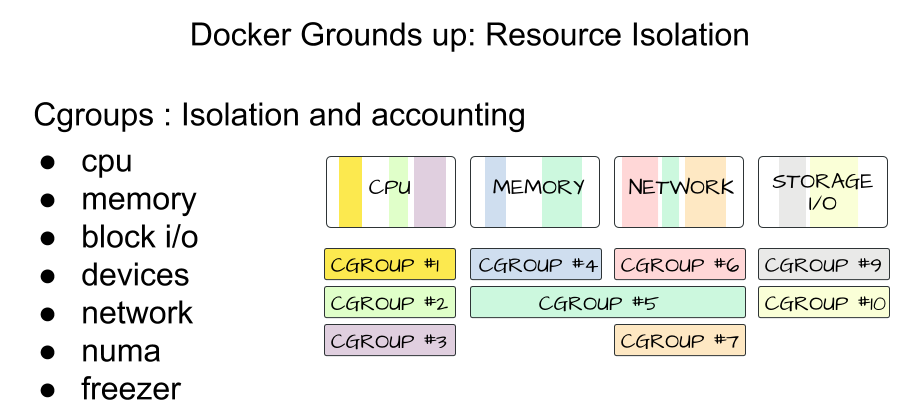 Docker Grounds up: Resource Isolation
Cgroups : Isolation and accounting
● cpu
● memory
● block i/o
● devices
● network
● numa
● freezer
CPU
MEMORY
NETWORK
STORAGE
I/O
CGROUP #1
CGROUP #4
CGROUP #6
CGROUP #9
CGROUP #2
CGROUP #5
CGROUP #10
CGROUP #3
CGROUP #7